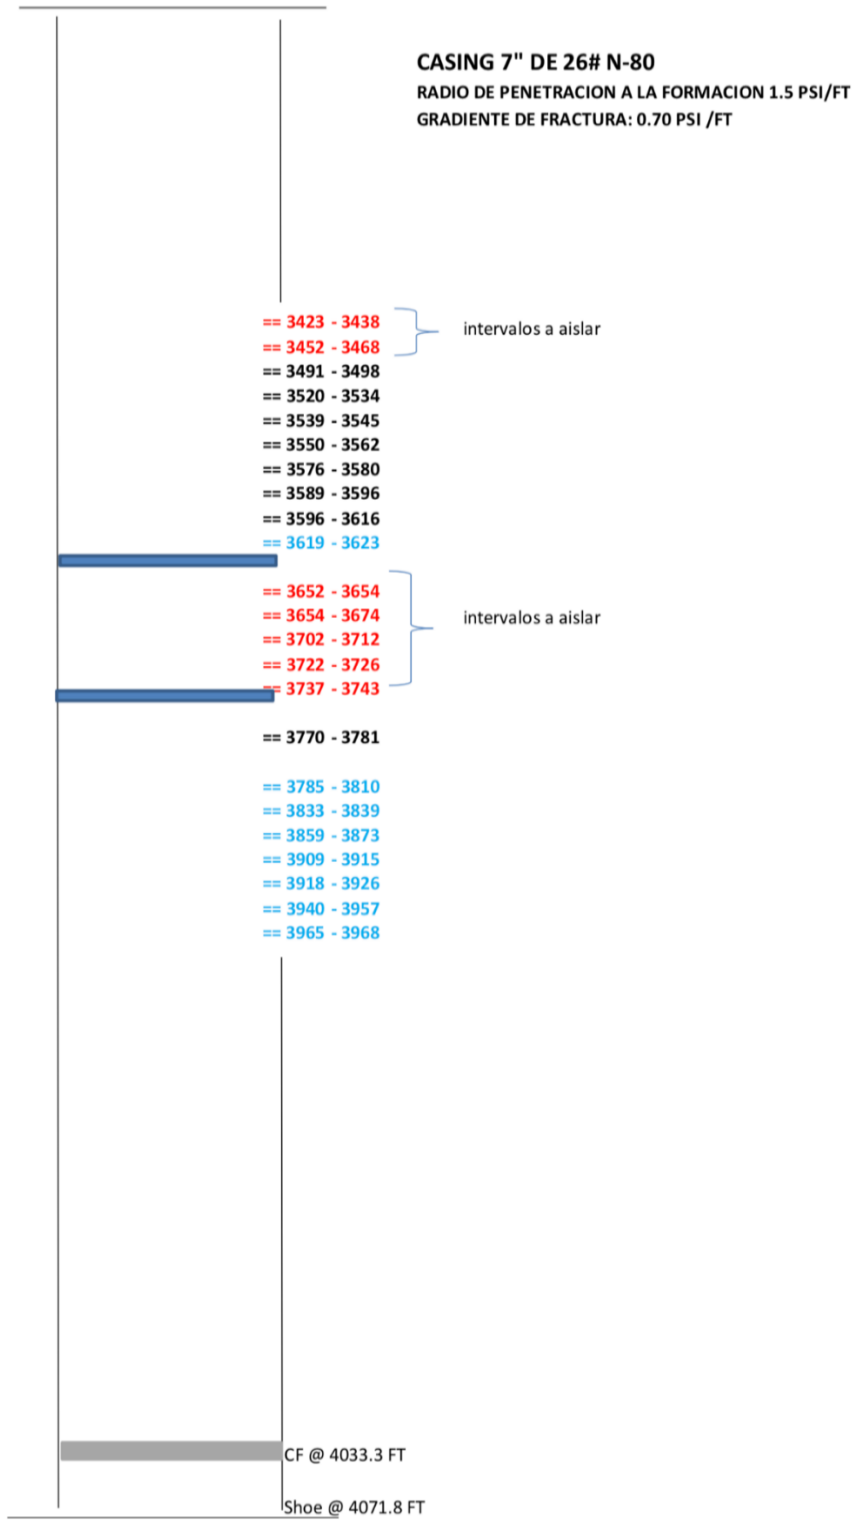 CASING 7" DE 26# N-80
RADIO DE PENETRACION A LA FORMACION 1.5 PSI/FT
GRADIENTE DE FRACTURA: 0.70 PSI /FT
== 3423 - 3438
intervalos a aislar
== 3452 - 3468
== 3491 - 3498
== 3520 - 3534
== 3539 - 3545
== 3550 - 3562
== 3576 - 3580
== 3589 - 3596
== 3596 - 3616
== 3619 - 3623
== 3652 - 3654
== 3654 - 3674
intervalos a aislar
== 3702 - 3712
== 3722 - 3726
== 3737 - 3743
== 3770 - 3781
== 3785 - 3810
== 3833 - 3839
== 3859 - 3873
== 3909 - 3915
== 3918 - 3926
== 3940 - 3957
== 3965 - 3968
CF @ 4033.3 FT
Shoe @ 4071.8 FT